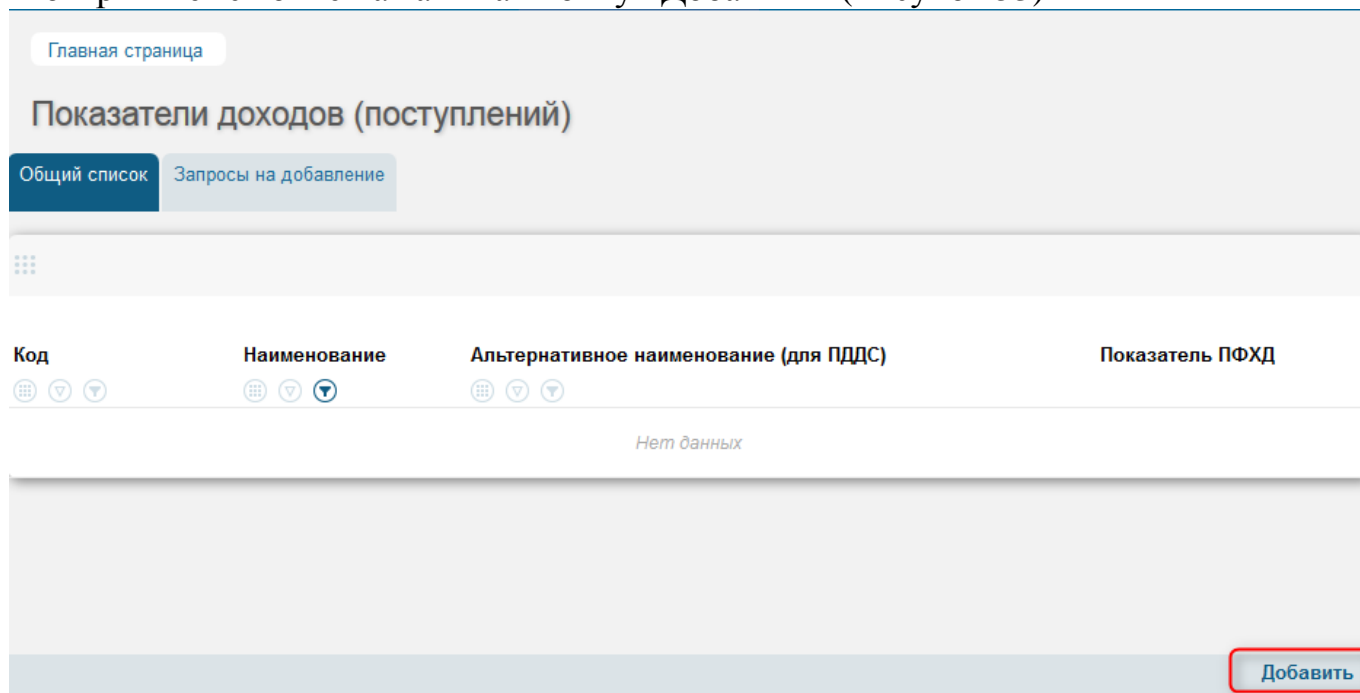 Главная страница
Показатели доходов (поступлений)
Общий список Запросы на добавление
Код Наименование Альтернативное наименование (для ПДДС) Показатель ПФХД
Нет данных
Добавить